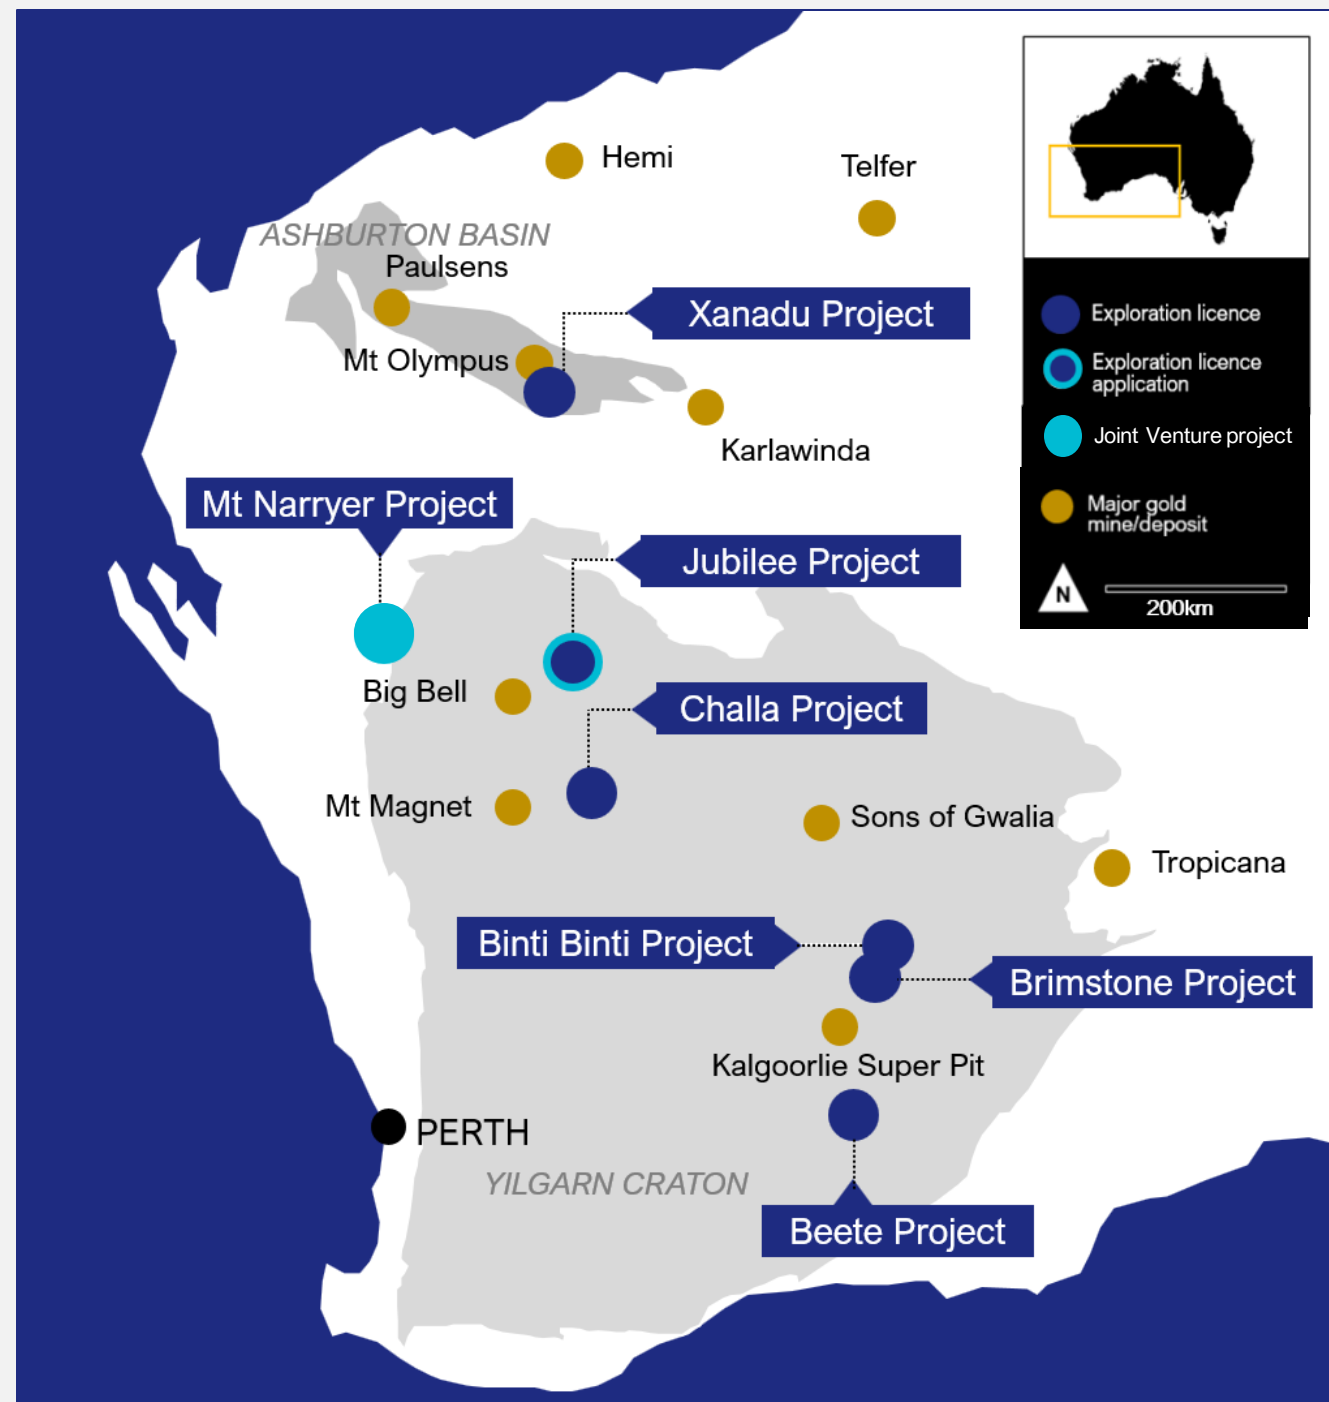 Hemi
Telfer
ASHBURTON BASIN
Paulsens
Xanadu Project
Mt Olympus
Karlawinda
Mt Narryer Project
Jubilee Project
Big Bell
Challa Project
Mt Magnet
Sons of Gwalia
Tropicana
Binti Binti Project
Brimstone Project
Kalgoorlie Super Pit
PERTH
YILGARN CRATON
Beete Project
Exploration licence
Exploration licence
application
Joint Venture project
Major gold
mine/deposit
N
200km